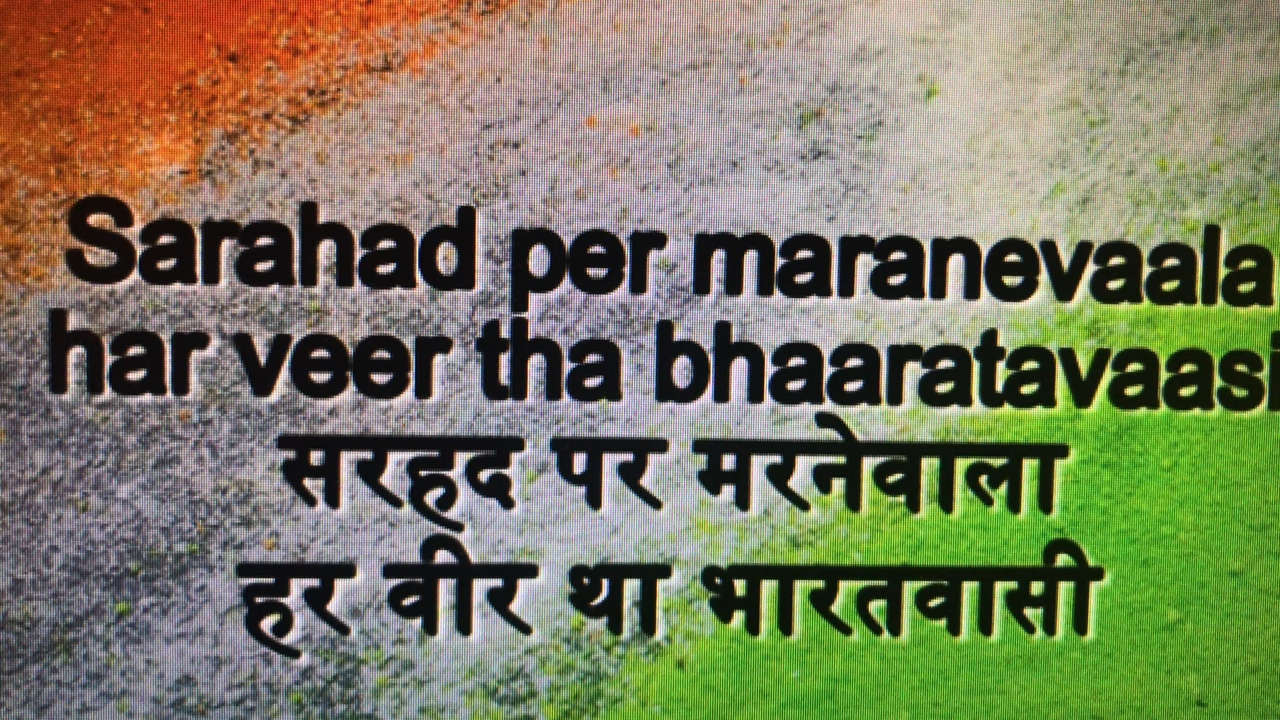 Sarahad per maranevaala
har veer tha bhaaratavaasi
सरहद पर मरनेवाला
हर वीर था भारतवासी